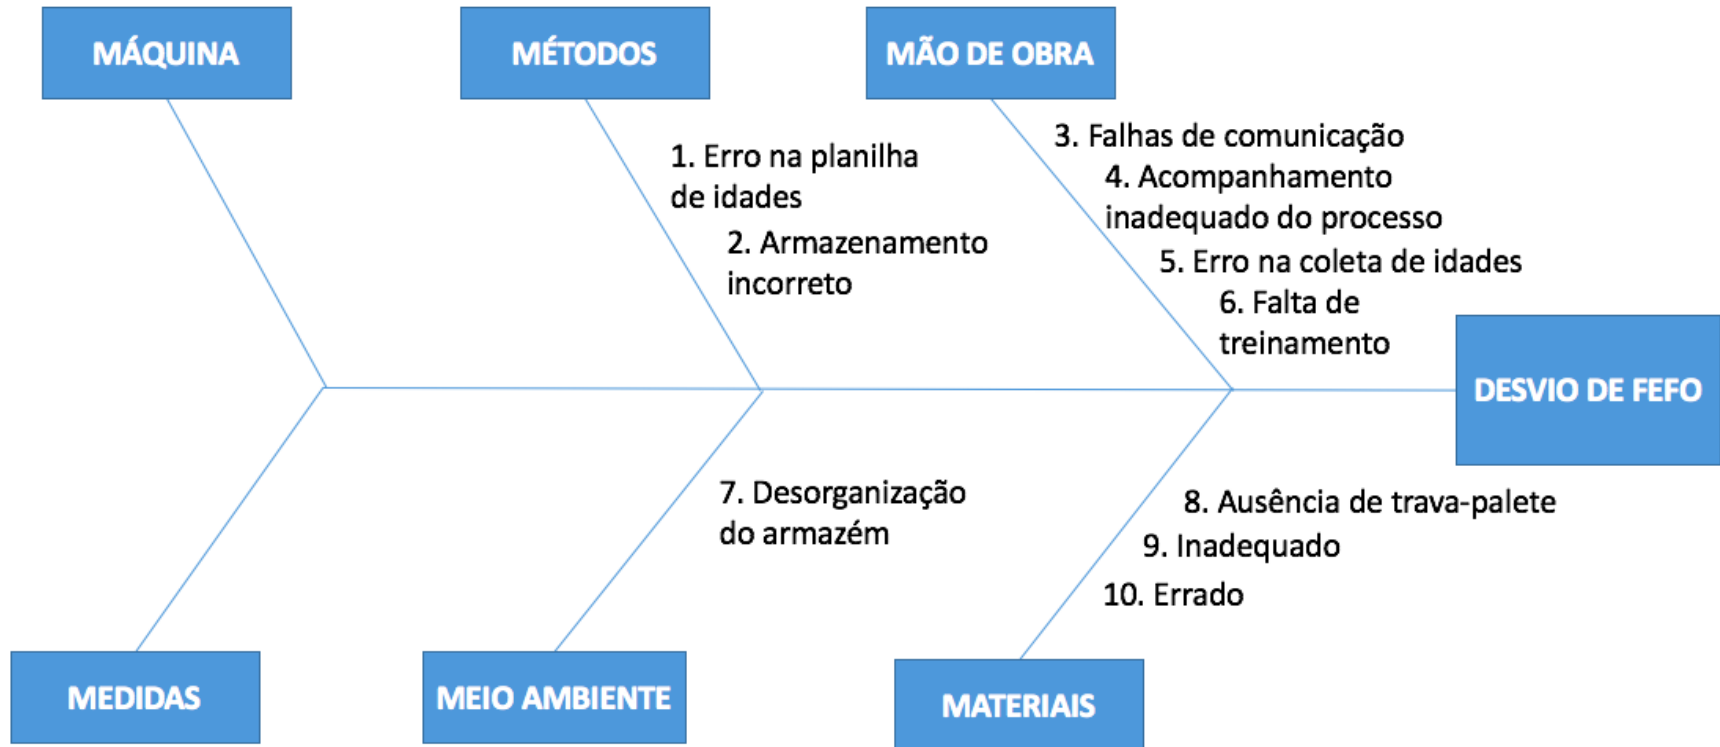 MÁQUINA
MÉTODOS
MÃO DE OBRA
1. Erro na planilha
de idades
2. Armazenamento
incorreto
3. Falhas de comunicação
4. Acompanhamento
inadequado do processo
5. Erro na coleta de idades
6. Falta de
treinamento
DESVIO DE FEFO
7. Desorganização
do armazém
8. Ausência de trava-palete
9. Inadequado
10. Errado
MEDIDAS
MEIO AMBIENTE
MATERIAIS